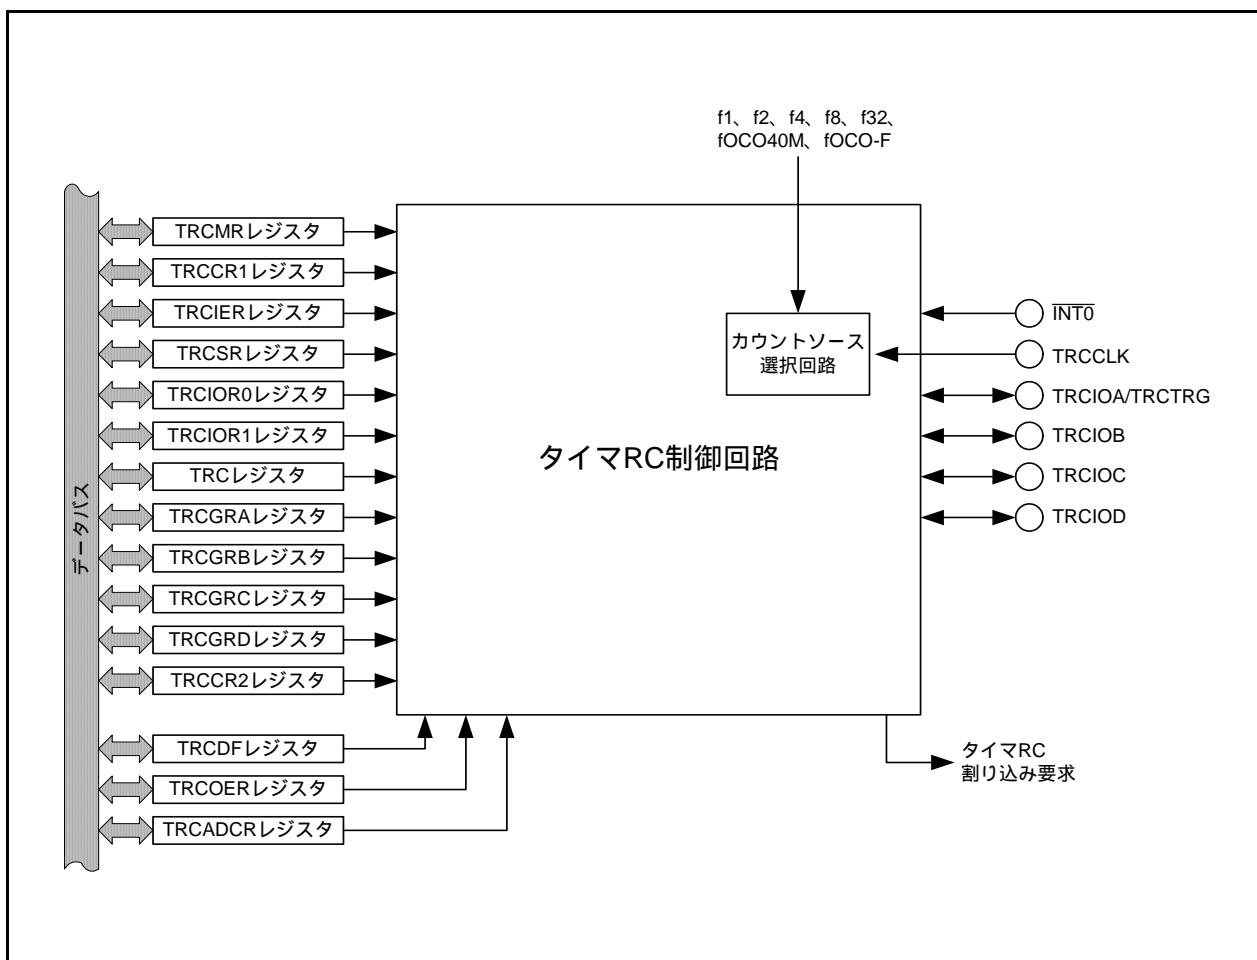 f1、f2、f4、f8、f32、
fOCO40M、fOCO-F
データバス
TRCMRレジスタ
TRCCR1レジスタ
TRCIERレジスタ
TRCSRレジスタ
TRCIOR0レジスタ
TRCIOR1レジスタ
TRCレジスタ
TRCGRAレジスタ
TRCGRBレジスタ
TRCGRCレジスタ
TRCGRDレジスタ
TRCCR2レジスタ
TRCDFレジスタ
TRCOERレジスタ
TRCADCRレジスタ
カウントソース
選択回路
タイマRC制御回路
INT0
TRCCLK
TRCIOA/TRCTRG
TRCIOB
TRCIOC
TRCIOD
タイマRC
割り込み要求